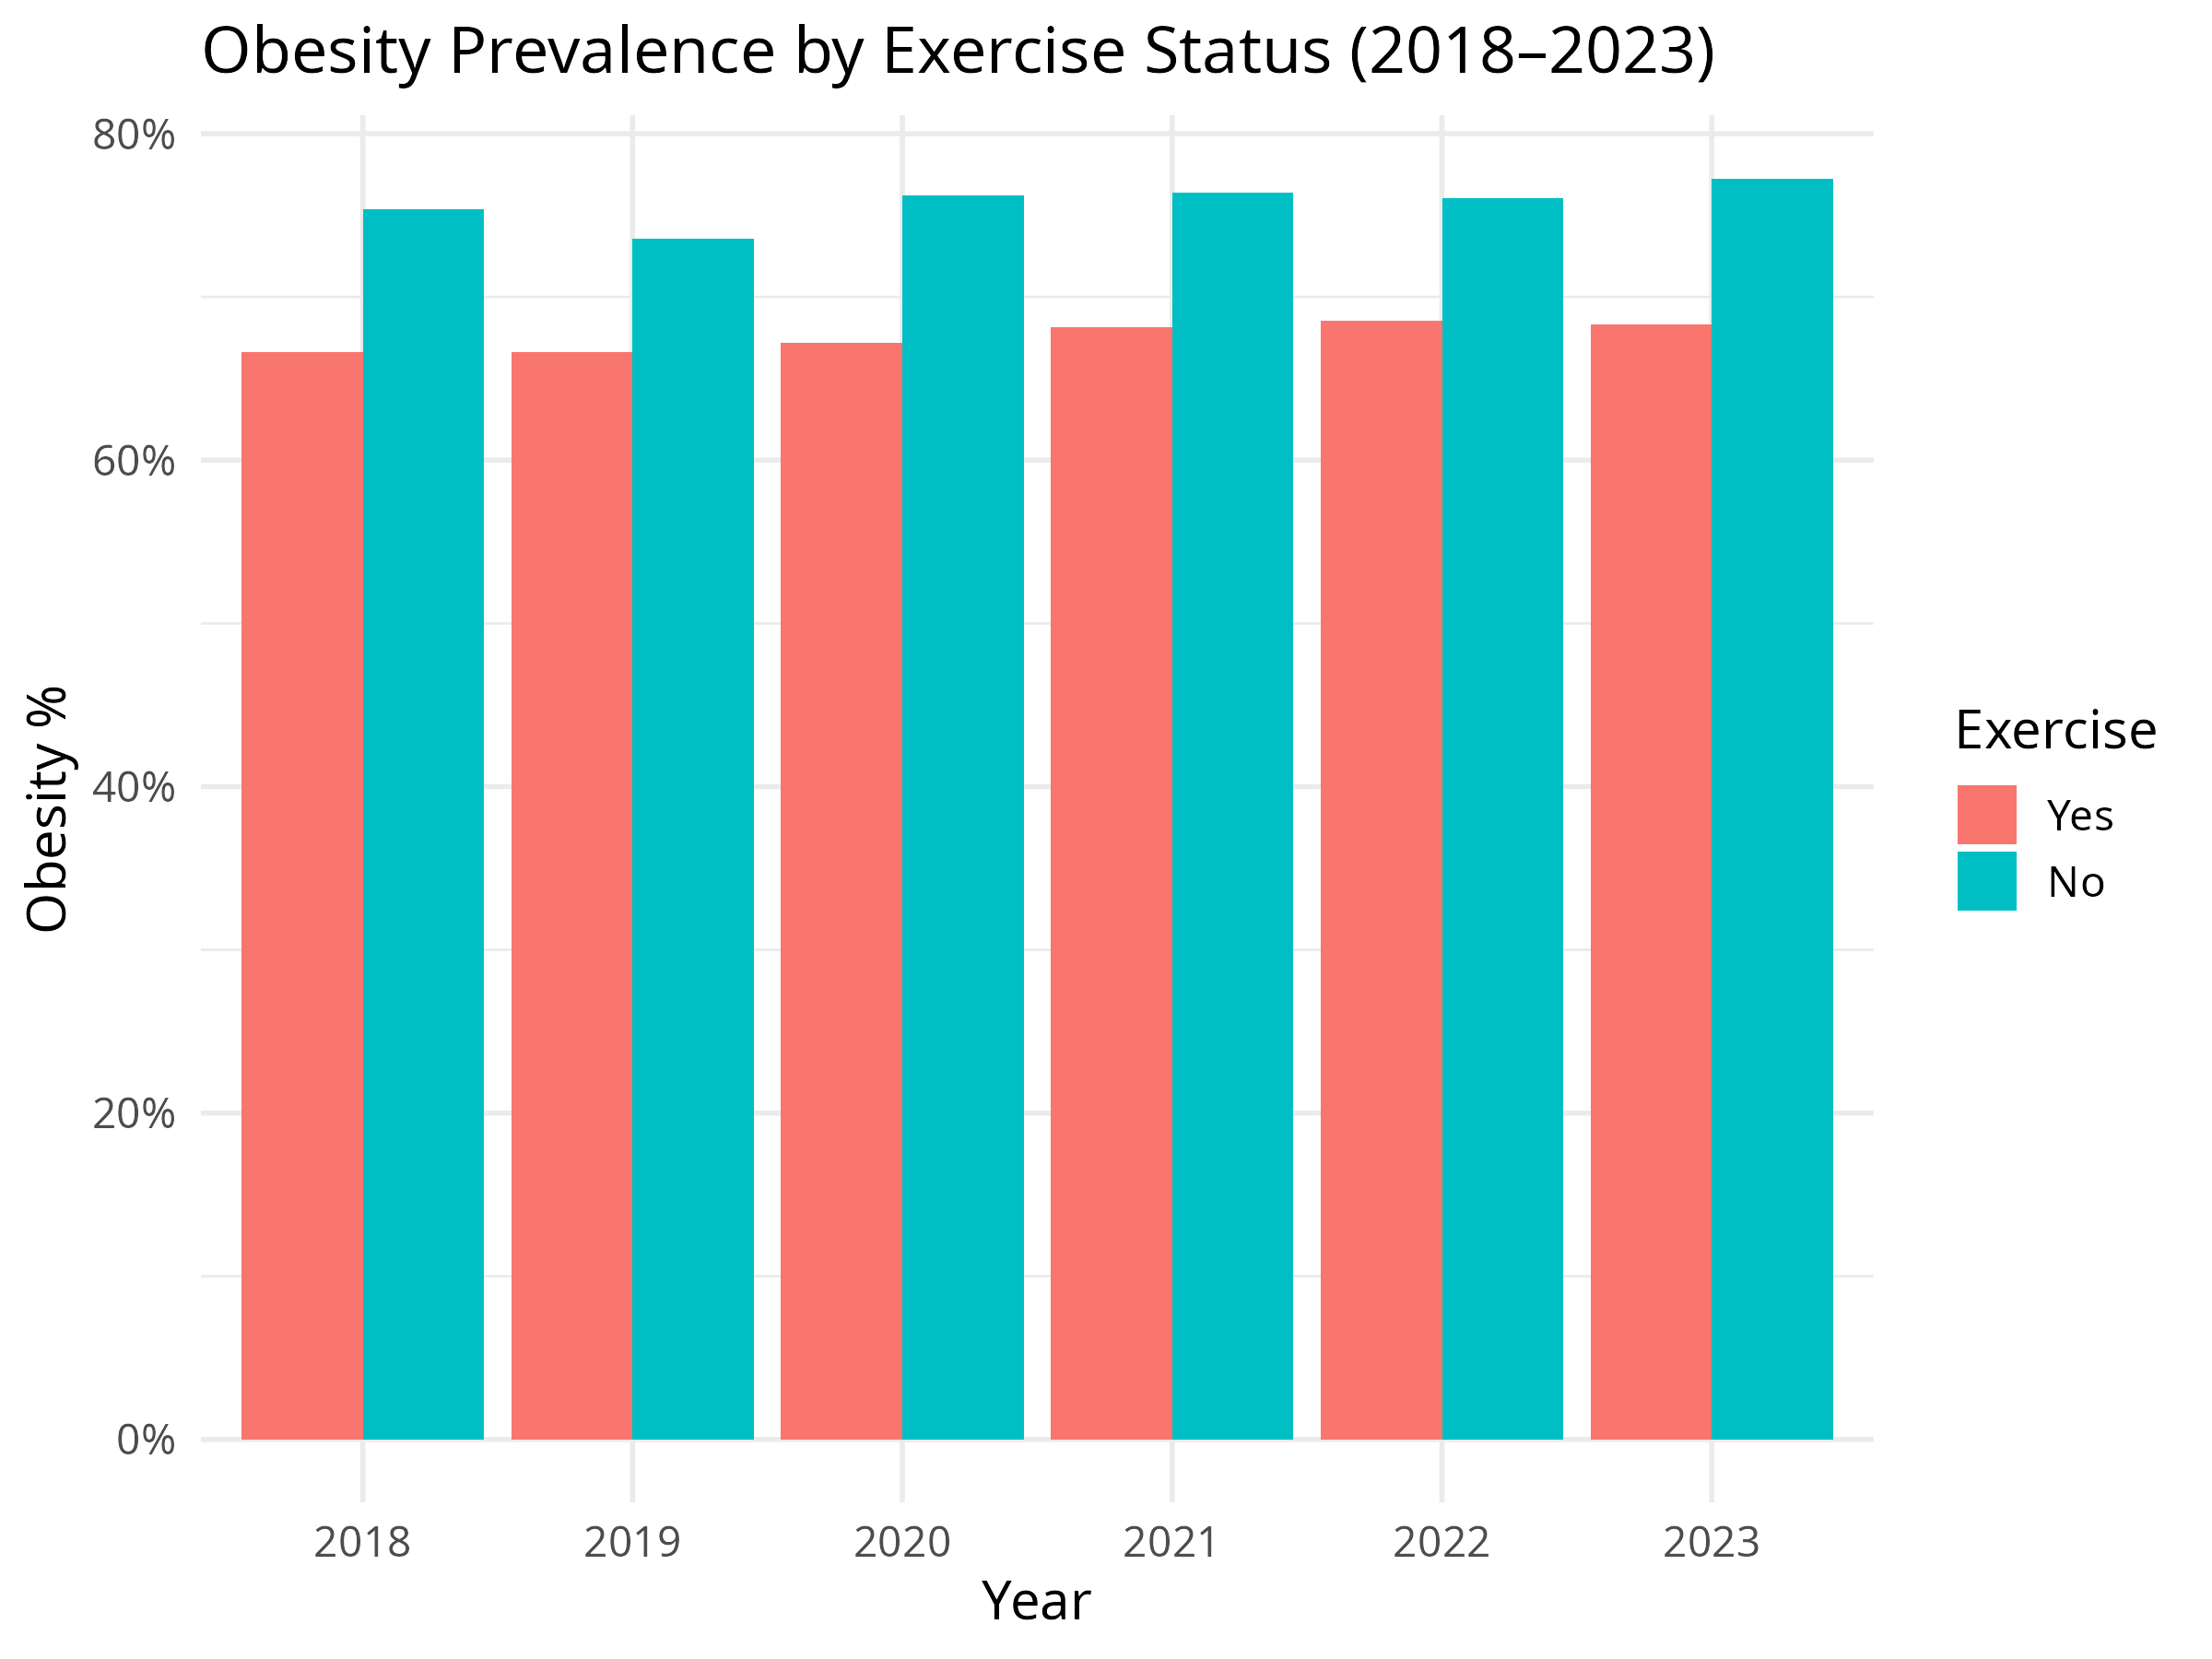 Obesity Prevalence by Exercise Status (2018–2023)
80%
60%
40%
20%
0%
Obesity %
2018 2019 2020 2021 2022 2023
Year
Exercise
Yes
No